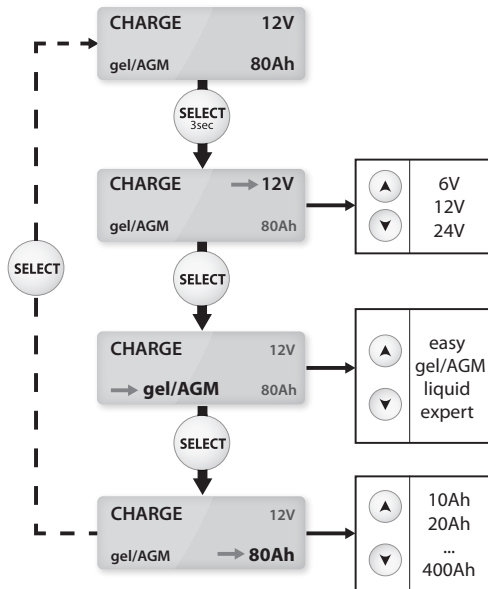 CHARGE 12V
gel/AGM 80Ah
SELECT
3sec
CHARGE 12V
gel/AGM 80Ah
6V
12V
24V
SELECT
SELECT
CHARGE 12V
gel/AGM 80Ah
easy
gel/AGM
liquid
expert
SELECT
CHARGE 12V
gel/AGM 80Ah
10Ah
20Ah
...
400Ah